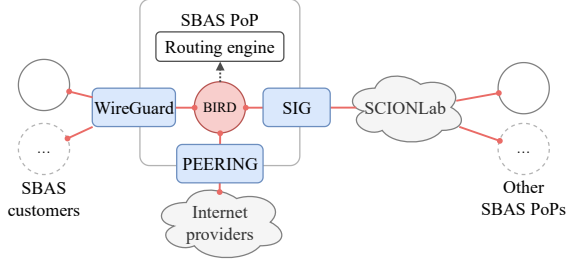 SBAS PoP
Routing engine
WireGuard
BIRD
SIG
SCIONLab
...
...
PEERING
SBAS
customers
Internet
providers
Other
SBAS PoPs